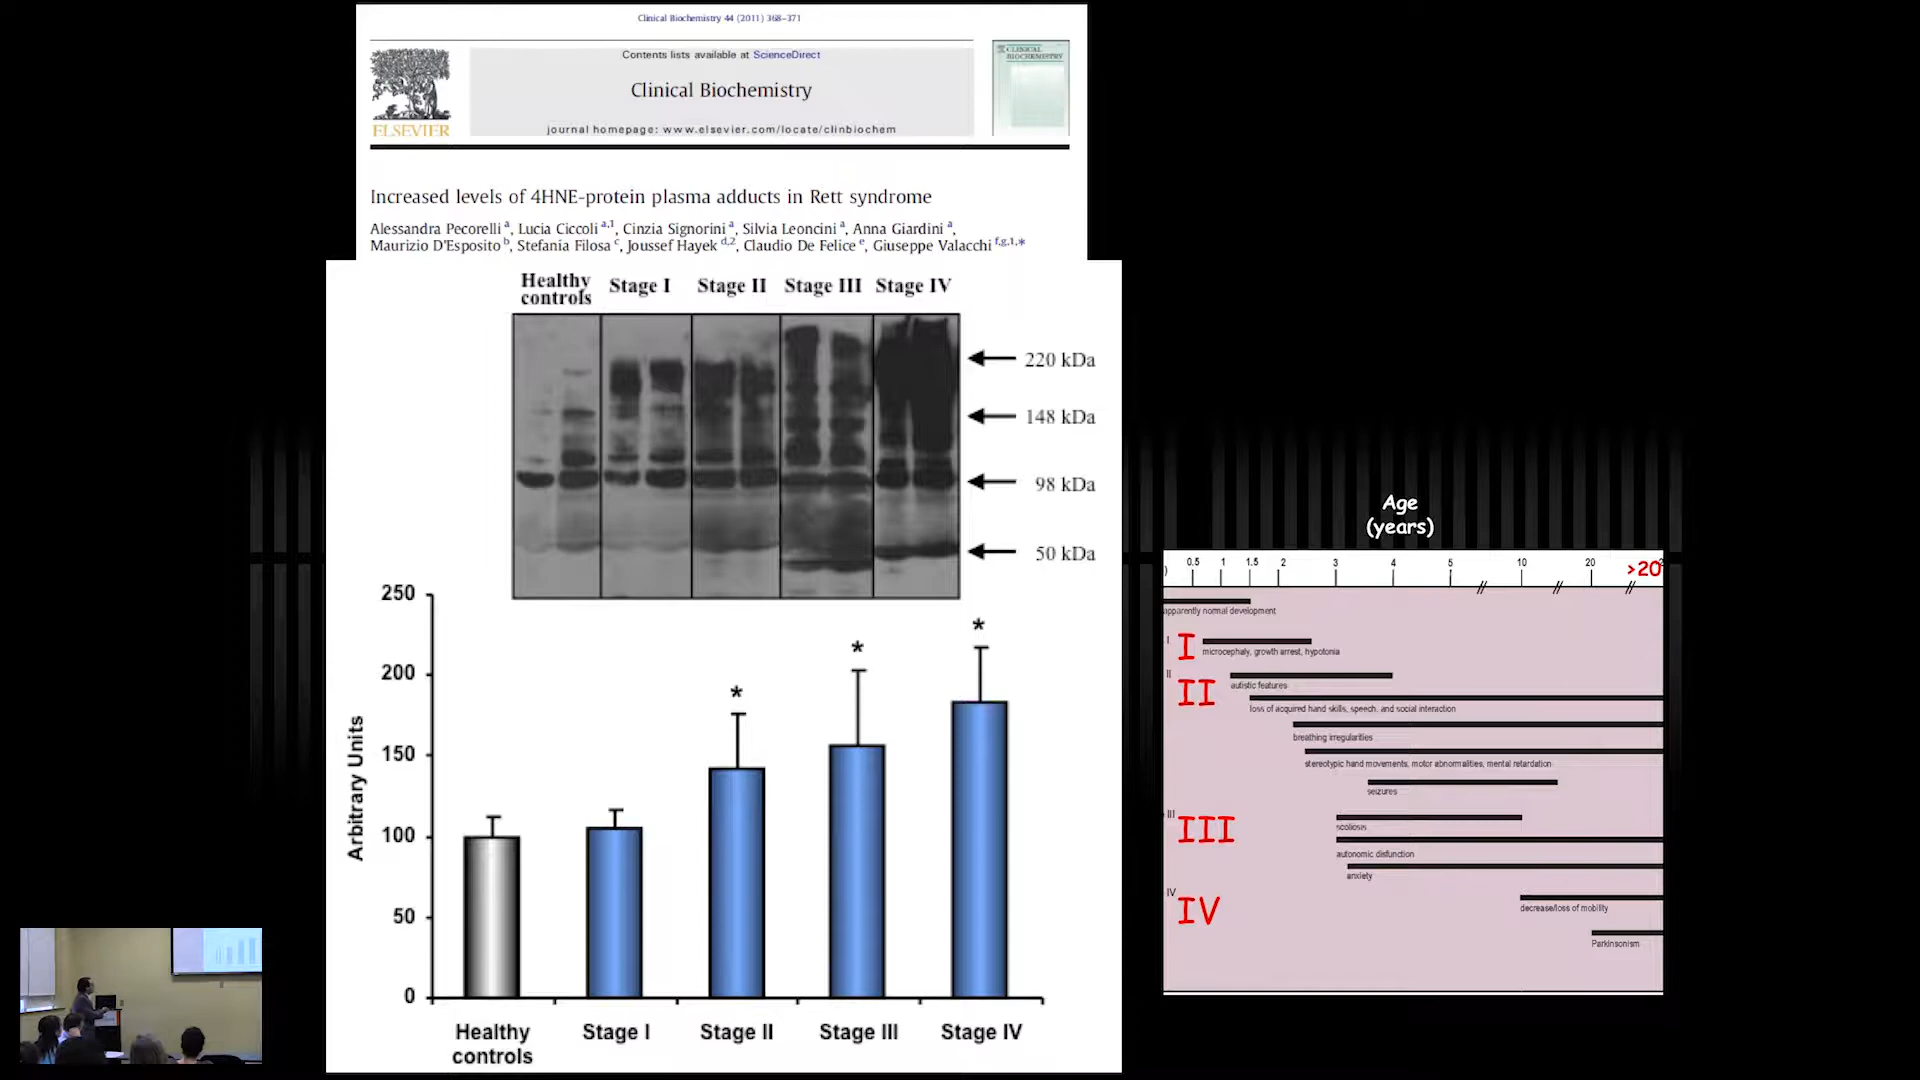 Clinical Biochemistry 44 (2011) 368–371
Contents lists available at ScienceDirect
CLINICAL
BIOCHEMISTRY
Clinical Biochemistry
ELSEVIER
journal homepage: www.elsevier.com/locate/clinbiochem
Increased levels of 4HNE-protein plasma adducts in Rett syndrome
Alessandra Pecorelli a, Lucia Ciccoli a,1, Cinzia Signorini a, Silvia Leoncini a, Anna Giardini a,
Maurizio D'Esposito b, Stefania Filosa c, Joussef Hayek d,2, Claudio De Felice e, Giuseppe Valacchi f,g,1,*
Healthy
controls
Stage I
Stage II
Stage III
Stage IV
220 kDa
148 kDa
98 kDa
50 kDa
250
200
150
100
50
0
Arbitrary Units
*
*
*
Healthy
controls
Stage I
Stage II
Stage III
Stage IV
Age
(years)
0.5 1 1.5 2 3 4 5 10 20 >20
apparently normal development
I I
microcephaly, growth arrest, hypotonia
II II
autistic features
loss of acquired hand skills, speech, and social interaction
breathing irregularities
stereotypic hand movements, motor abnormalities, mental retardation
seizures
III III
scoliosis
autonomic disfunction
anxiety
IV IV
decrease/loss of mobility
Parkinsonism